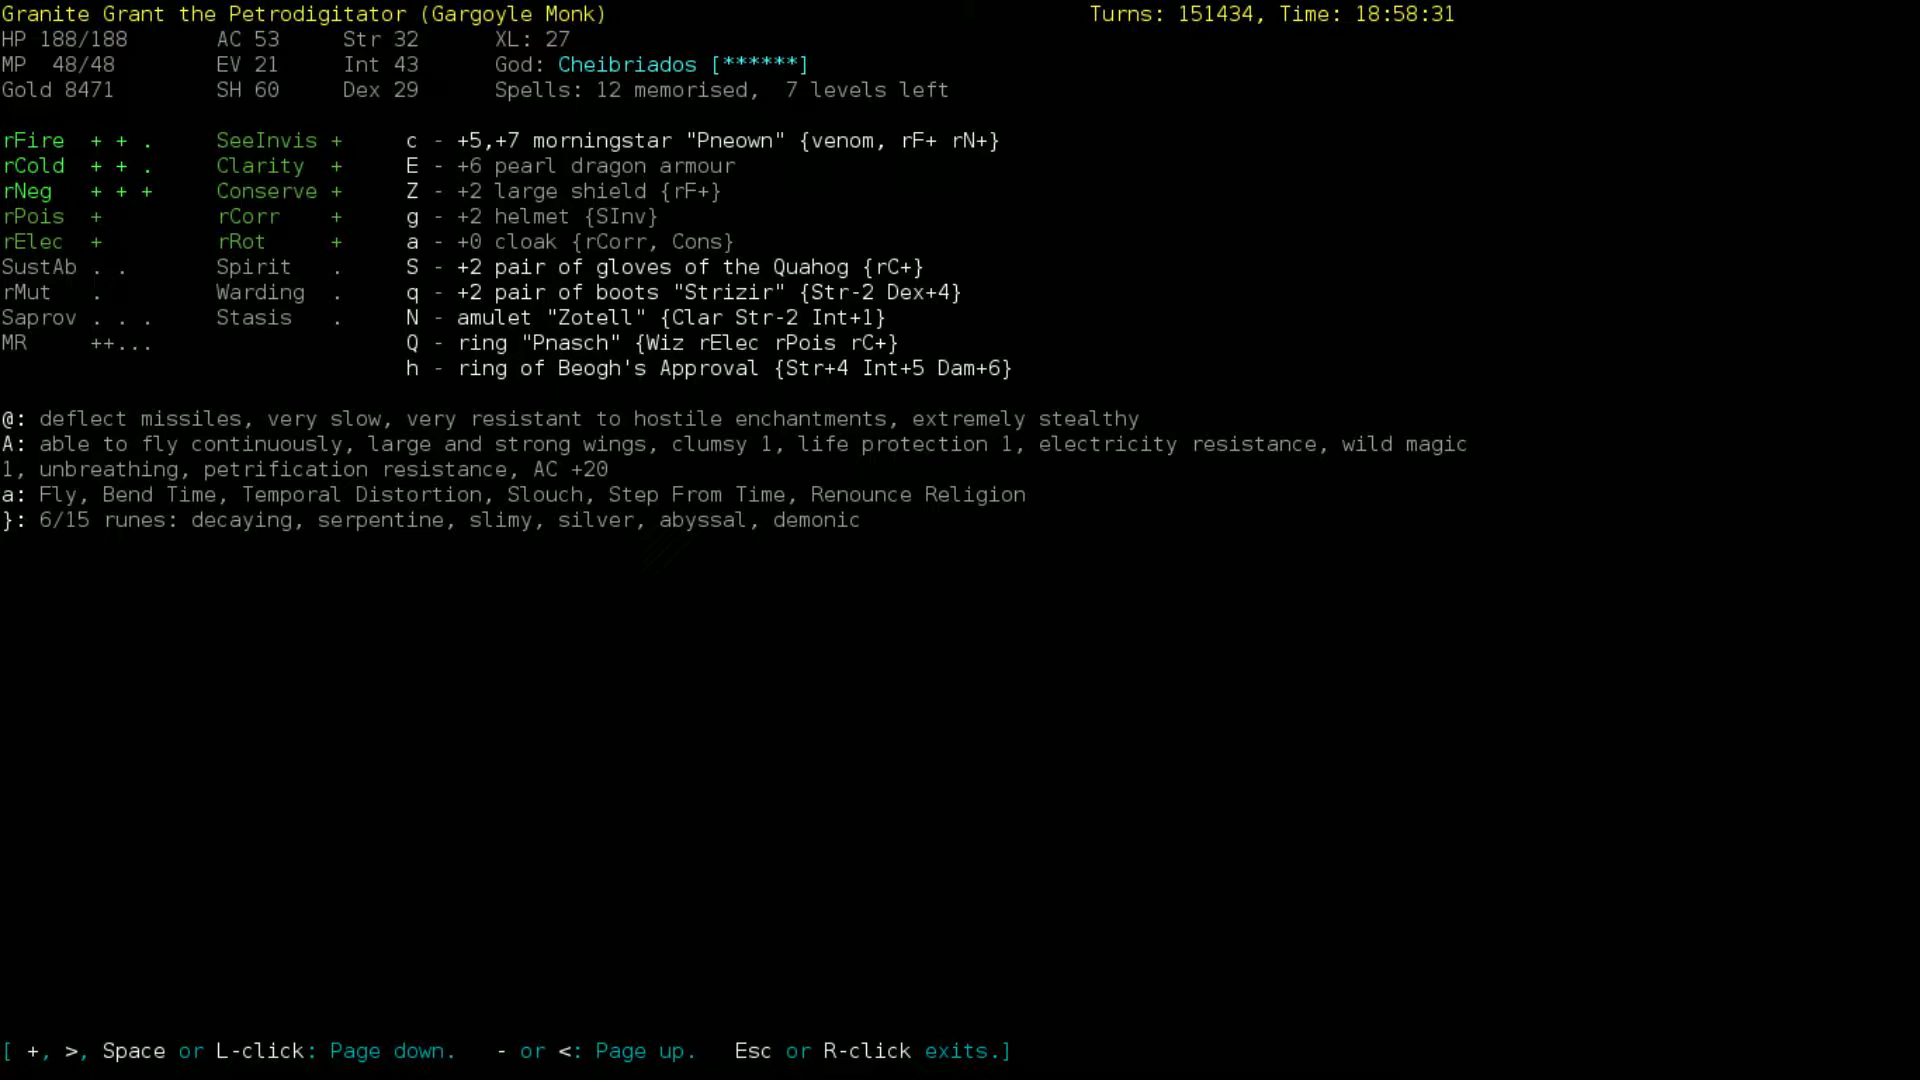 Granite Grant the Petrodigitator (Gargoyle Monk) Turns: 151434, Time: 18:58:31
HP 188/188 AC 53 Str 32 XL: 27
MP 48/48 EV 21 Int 43 God: Cheibriados [******]
Gold 8471 SH 60 Dex 29 Spells: 12 memorised, 7 levels left
rFire + + . SeeInvis + c - +5,+7 morningstar "Pneown" {venom, rF+ rN+}
rCold + + . Clarity + E - +6 pearl dragon armour
rNeg + + + Conserve + Z - +2 large shield {rF+}
rPois + rCorr + g - +2 helmet {SInv}
rElec + rRot + a - +0 cloak {rCorr, Cons}
SustAb . . Spirit . S - +2 pair of gloves of the Quahog {rC+}
rMut . Warding . q - +2 pair of boots "Strizir" {Str-2 Dex+4}
Saprov . . . Stasis . N - amulet "Zotell" {Clar Str-2 Int+1}
MR ++... Q - ring "Pnasch" {Wiz rElec rPois rC+}
h - ring of Beogh's Approval {Str+4 Int+5 Dam+6}
@: deflect missiles, very slow, very resistant to hostile enchantments, extremely stealthy
A: able to fly continuously, large and strong wings, clumsy 1, life protection 1, electricity resistance, wild magic
1, unbreathing, petrification resistance, AC +20
a: Fly, Bend Time, Temporal Distortion, Slouch, Step From Time, Renounce Religion
}: 6/15 runes: decaying, serpentine, slimy, silver, abyssal, demonic
[ +, >, Space or L-click: Page down. - or <: Page up. Esc or R-click exits.]